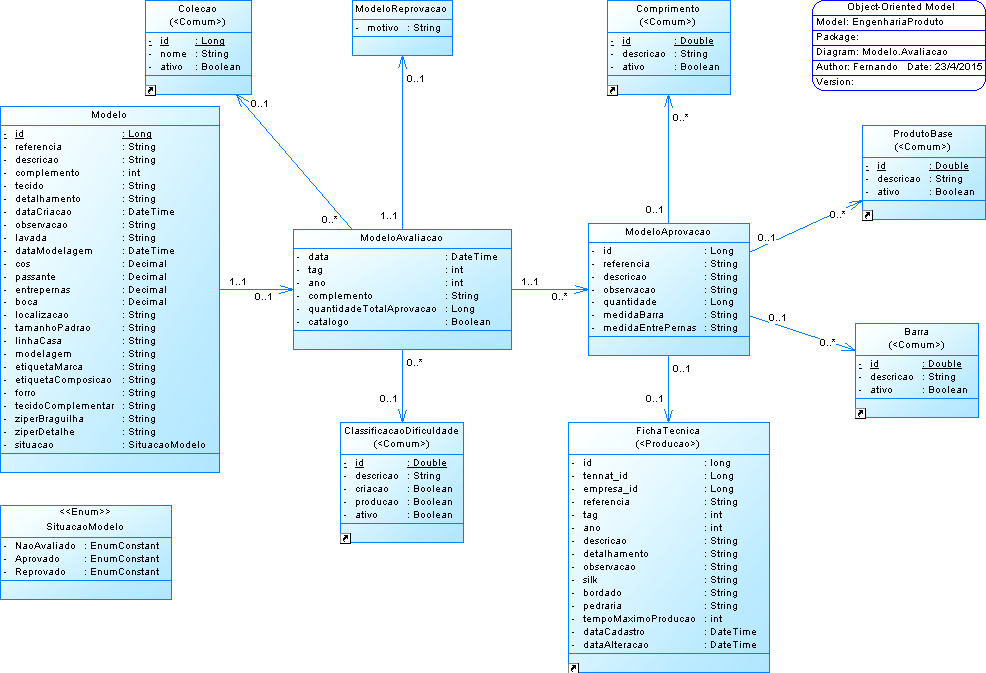 Colecao
(<Comum>)
- id : Long
- nome : String
- ativo : Boolean
ModeloReprovacao
- motivo : String
Comprimento
(<Comum>)
- id : Double
- descricao : String
- ativo : Boolean
Object-Oriented Model
Model: EngenhariaProduto
Package:
Diagram: Modelo.Avaliacao
Author: Fernando Date: 23/4/2015
Version:
0..1
0..1
0..*
Modelo
- id : Long
- referencia : String
- descricao : String
- complemento : int
- tecido : String
- detalhamento : String
- dataCriacao : DateTime
- observacao : String
- lavada : String
- dataModelagem : DateTime
- cos : Decimal
- passante : Decimal
- entrepernas : Decimal
- boca : Decimal
- localizacao : String
- tamanhoPadrao : String
- linhaCasa : String
- modelagem : String
- etiquetaMarca : String
- etiquetaComposicao : String
- forro : String
- tecidoComplementar : String
- ziperBraguilha : String
- ziperDetalhe : String
- situacao : SituacaoModelo
ProdutoBase
(<Comum>)
- id : Double
- descricao : String
- ativo : Boolean
0..*
1..1
0..1
0..*
0..1
ModeloAvaliacao
- data : DateTime
- tag : int
- ano : int
- complemento : String
- quantidadeTotalAprovacao : Long
- catalogo : Boolean
ModeloAprovacao
- id : Long
- referencia : String
- descricao : String
- observacao : String
- quantidade : Long
- medidaBarra : String
- medidaEntrePernas : String
1..1
0..1
1..1
0..*
0..1
0..*
Barra
(<Comum>)
- id : Double
- descricao : String
- ativo : Boolean
0..*
0..1
0..1
0..1
ClassificacaoDificuldade
(<Comum>)
- id : Double
- descricao : String
- criacao : Boolean
- producao : Boolean
- ativo : Boolean
FichaTecnica
(<Producao>)
- id : long
- tennat_id : Long
- empresa_id : Long
- referencia : String
- tag : int
- ano : int
- descricao : String
- detalhamento : String
- observacao : String
- silk : String
- bordado : String
- pedraria : String
- tempoMaximoProducao : int
- dataCadastro : DateTime
- dataAlteracao : DateTime
<<Enum>>
SituacaoModelo
- NaoAvaliado : EnumConstant
- Aprovado : EnumConstant
- Reprovado : EnumConstant